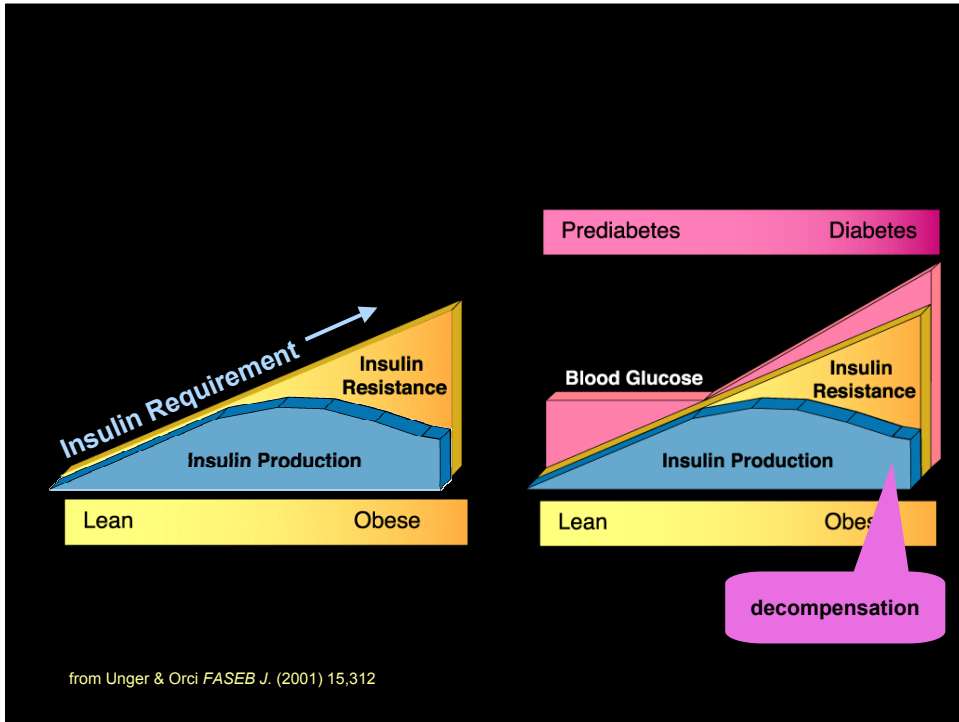 Prediabetes Diabetes
Insulin Requirement
Insulin
Resistance
Insulin Production
Lean Obese
Blood Glucose
Insulin
Resistance
Insulin Production
Lean Obes
decompensation
from Unger & Orci FASEB J. (2001) 15,312